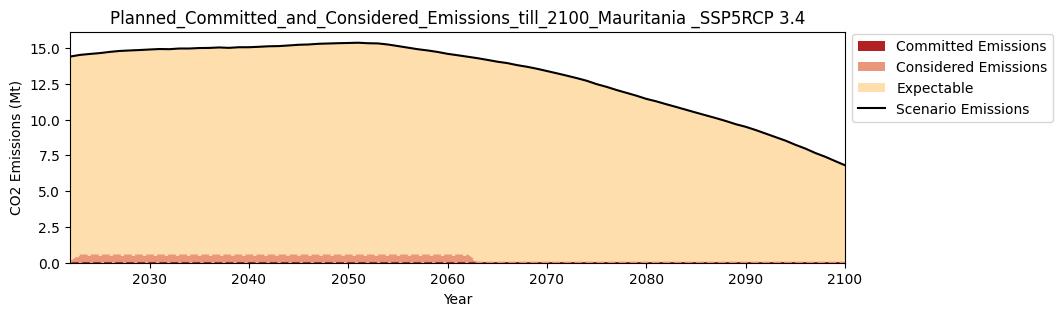 Planned_Committed_and_Considered_Emissions_till_2100_Mauritania _SSP5RCP 3.4
15.0
12.5
10.0
7.5
5.0
2.5
0.0
CO2 Emissions (Mt)
2030 2040 2050 2060 2070 2080 2090 2100
Year
Committed Emissions
Considered Emissions
Expectable
Scenario Emissions